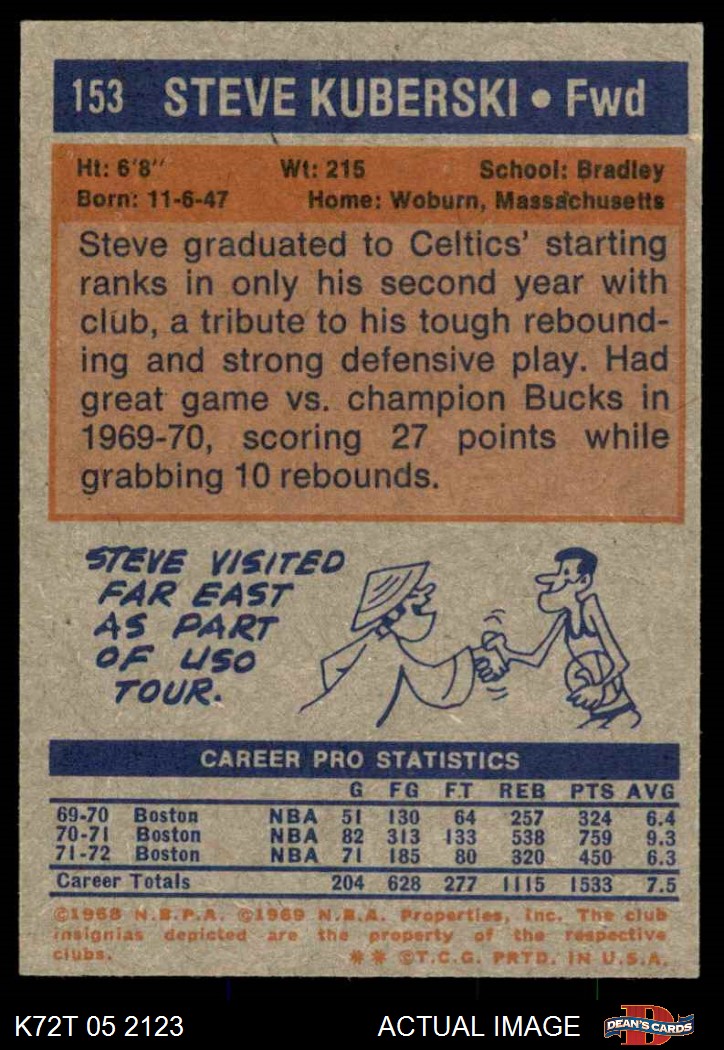 153 STEVE KUBERSKI • Fwd
Ht: 6'8" Wt: 215 School: Bradley
Born: 11-6-47 Home: Woburn, Massachusetts
Steve graduated to Celtics' starting
ranks in only his second year with
club, a tribute to his tough rebound-
ing and strong defensive play. Had
great game vs. champion Bucks in
1969-70, scoring 27 points while
grabbing 10 rebounds.
STEVE VISITED
FAR EAST
AS PART
OF USO
TOUR.
CAREER PRO STATISTICS
G FG FT REB PTS AVG
69-70 Boston NBA 51 130 64 257 324 6.4
70-71 Boston NBA 82 313 133 538 759 9.3
71-72 Boston NBA 71 185 80 320 450 6.3
Career Totals 204 628 277 1115 1533 7.5
©1968 N.B.P.A. ©1969 N.B.A. Properties, Inc. The club
insignias depicted are the property of the respective
clubs. ** ©T.C.G. PRTD. IN U.S.A.
K72T 05 2123 ACTUAL IMAGE D DEAN'S CARDS